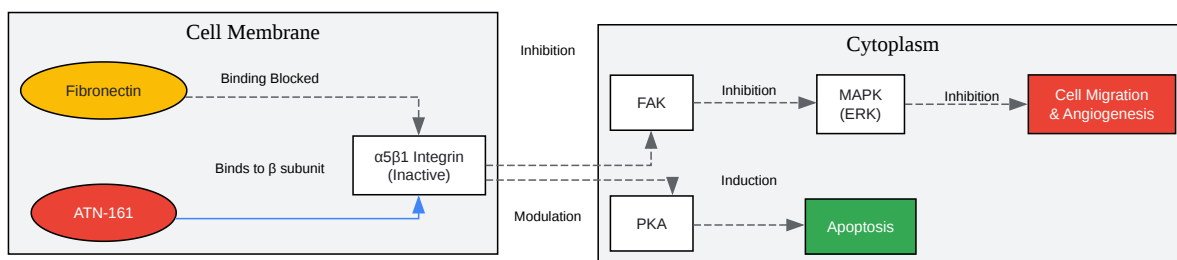 Cell Membrane
Fibronectin
Binding Blocked
Binds to β subunit
α5β1 Integrin
(Inactive)
ATN-161
Inhibition
Modulation
Cytoplasm
FAK
Inhibition
MAPK
(ERK)
Inhibition
Cell Migration
& Angiogenesis
PKA
Induction
Apoptosis